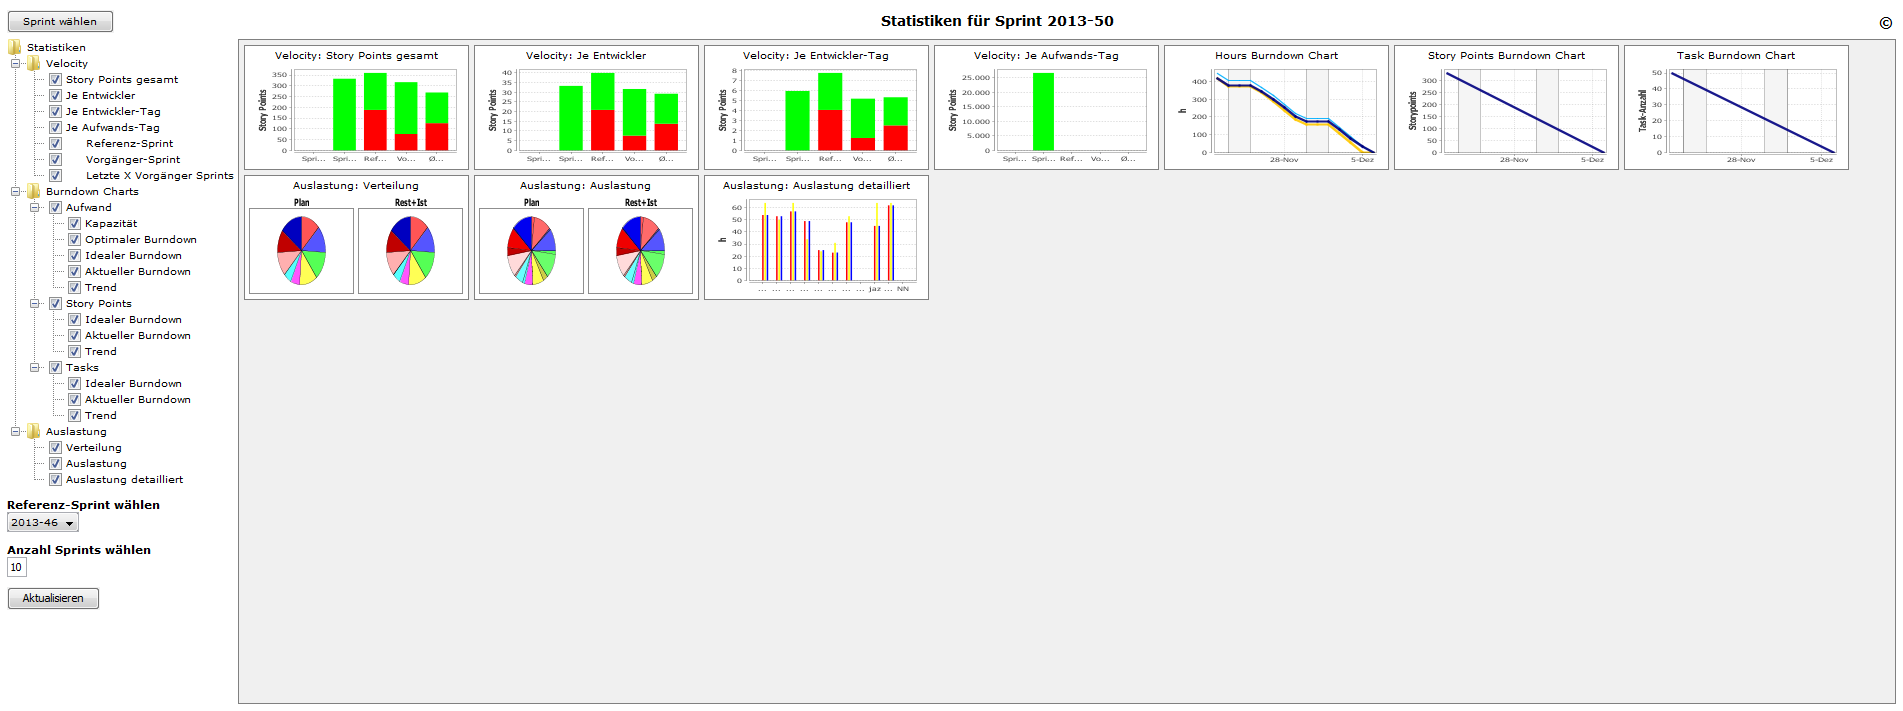 Sprint wählen
Statistiken für Sprint 2013-50
©
Statistiken
Velocity
Story Points gesamt
Je Entwickler
Je Entwickler-Tag
Je Aufwands-Tag
Referenz-Sprint
Vorgänger-Sprint
Letzte X Vorgänger Sprints
Burndown Charts
Aufwand
Kapazität
Optimaler Burndown
Idealer Burndown
Aktueller Burndown
Trend
Story Points
Idealer Burndown
Aktueller Burndown
Trend
Tasks
Idealer Burndown
Aktueller Burndown
Trend
Auslastung
Verteilung
Auslastung
Auslastung detailliert
Referenz-Sprint wählen
2013-46
Anzahl Sprints wählen
10
Aktualisieren
Velocity: Story Points gesamt
Story Points
350
300
250
200
150
100
50
0
Spri... Spri... Ref... Vo... Ø...
Velocity: Je Entwickler
Story Points
40
35
30
25
20
15
10
5
0
Spri... Spri... Ref... Vo... Ø...
Velocity: Je Entwickler-Tag
Story Points
8
7
6
5
4
3
2
1
0
Spri... Spri... Ref... Vo... Ø...
Velocity: Je Aufwands-Tag
Story Points
25.000
20.000
15.000
10.000
5.000
0
Spri... Spri... Ref... Vo... Ø...
Hours Burndown Chart
h
400
300
200
100
0
28-Nov 5-Dez
Story Points Burndown Chart
Storypoints
300
250
200
150
100
50
0
28-Nov 5-Dez
Task Burndown Chart
Task-Anzahl
50
40
30
20
10
0
28-Nov 5-Dez
Auslastung: Verteilung
Plan Rest+Ist
Auslastung: Auslastung
Plan Rest+Ist
Auslastung: Auslastung detailliert
h
60
50
40
30
20
10
0
... ... ... ... ... ... ... ... Jaz ... NN